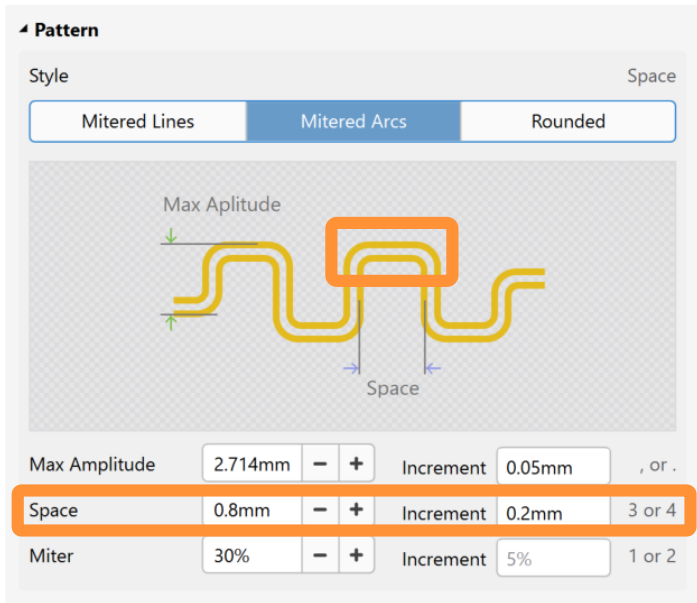 Pattern
Style Space
Mitered Lines Mitered Arcs Rounded
Max Aplitude
Space
Max Amplitude 2.714mm − + Increment 0.05mm , or .
Space 0.8mm − + Increment 0.2mm 3 or 4
Miter 30% − + Increment 5% 1 or 2